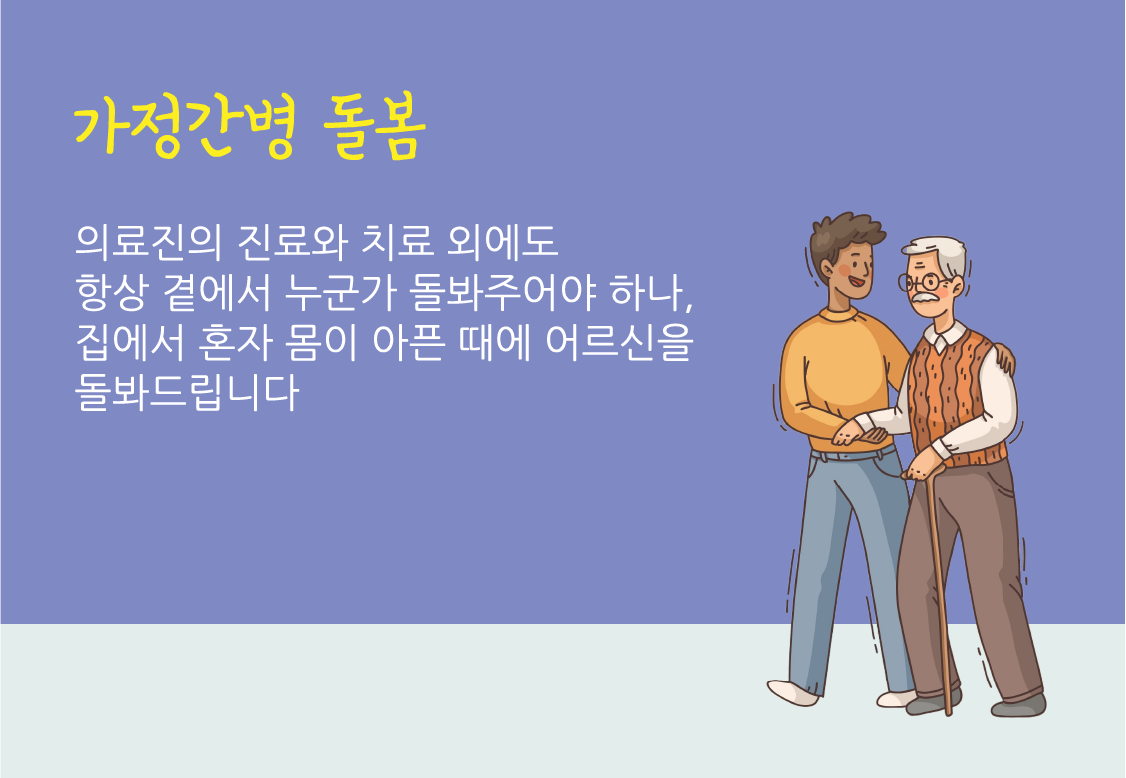 가정간병 돌봄
의료진의 진료와 치료 외에도
항상 곁에서 누군가 돌봐주어야 하나,
집에서 혼자 몸이 아픈 때에 어르신을
돌봐드립니다